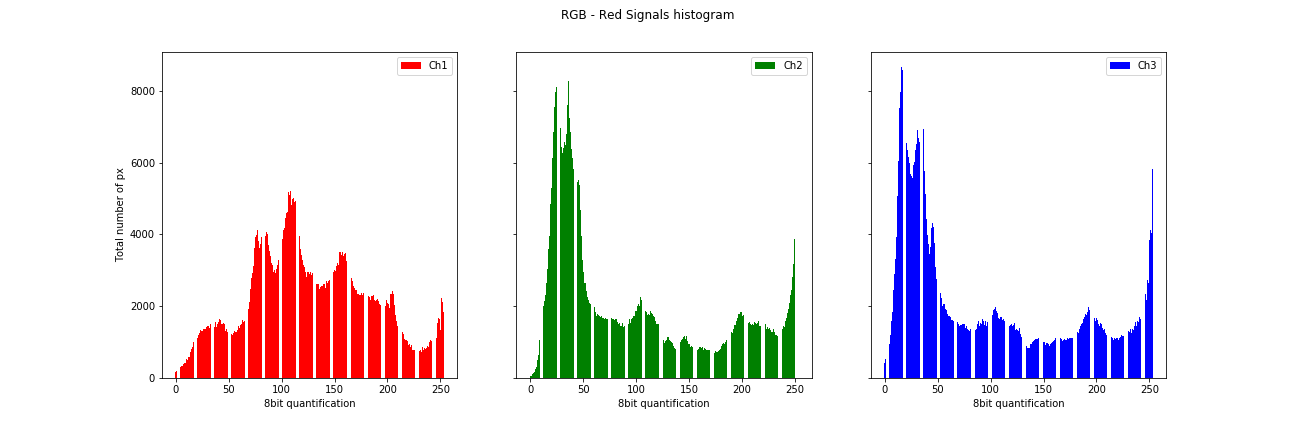 RGB - Red Signals histogram
Ch1
Ch2
Ch3
8000
6000
4000
2000
0
Total number of px
0 50 100 150 200 250
0 50 100 150 200 250
0 50 100 150 200 250
8bit quantification
8bit quantification
8bit quantification